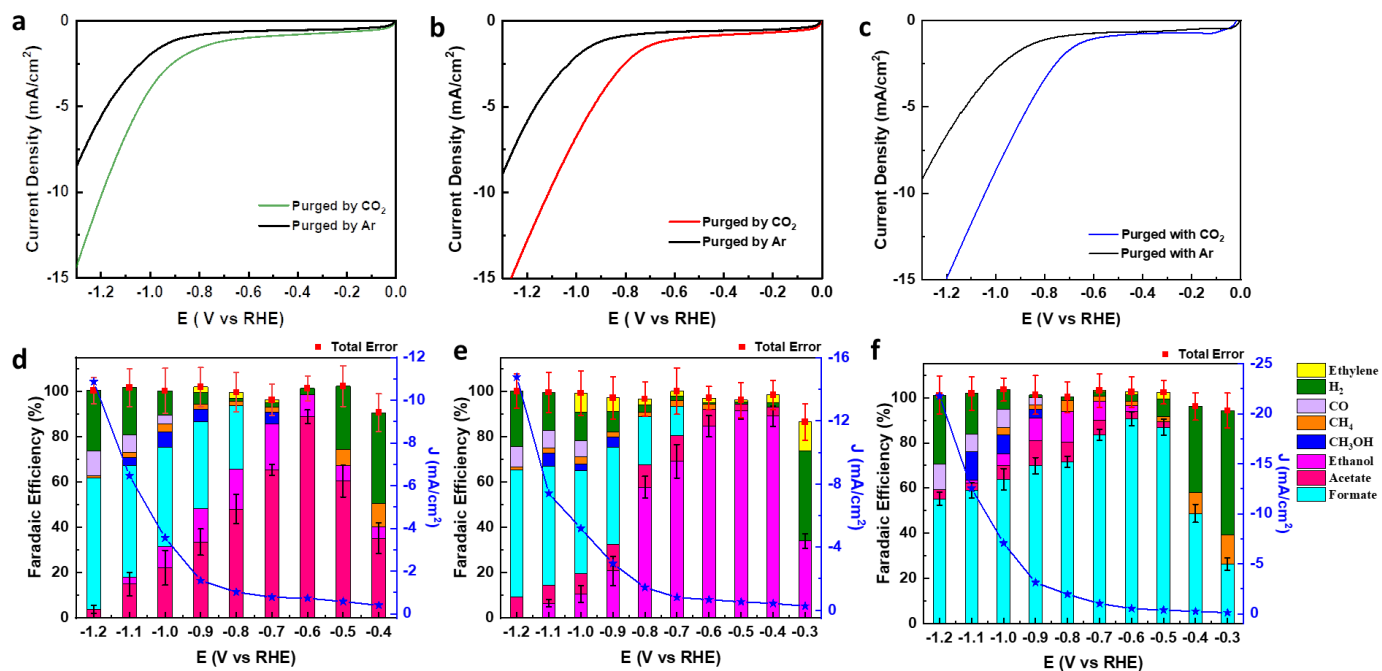 a
Current Density (mA/cm²)
0
-5
-10
-15
Purged by CO₂
Purged by Ar
-1.2 -1.0 -0.8 -0.6 -0.4 -0.2 0.0
E ( V vs RHE)
b
Current Density (mA/cm²)
0
-5
-10
-15
Purged by CO₂
Purged by Ar
-1.2 -1.0 -0.8 -0.6 -0.4 -0.2 0.0
E ( V vs RHE)
c
Current Density (mA/cm²)
0
-5
-10
-15
Purged with CO₂
Purged with Ar
-1.2 -1.0 -0.8 -0.6 -0.4 -0.2 0.0
E ( V vs RHE)
d
Total Error
Faradaic Efficiency (%)
100
80
60
40
20
0
J (mA/cm²)
-12
-10
-8
-6
-4
-2
0
-1.2 -1.1 -1.0 -0.9 -0.8 -0.7 -0.6 -0.5 -0.4
E (V vs RHE)
e
Total Error
Faradaic Efficiency (%)
100
80
60
40
20
0
J (mA/cm²)
-16
-12
-8
-4
0
-1.2 -1.1 -1.0 -0.9 -0.8 -0.7 -0.6 -0.5 -0.4 -0.3
E (V vs RHE)
f
Total Error
Faradaic Efficiency (%)
100
80
60
40
20
0
J (mA/cm²)
-25
-20
-15
-10
-5
0
-1.2 -1.1 -1.0 -0.9 -0.8 -0.7 -0.6 -0.5 -0.4 -0.3
E (V vs RHE)
Ethylene
H₂
CO
CH₄
CH₃OH
Ethanol
Acetate
Formate